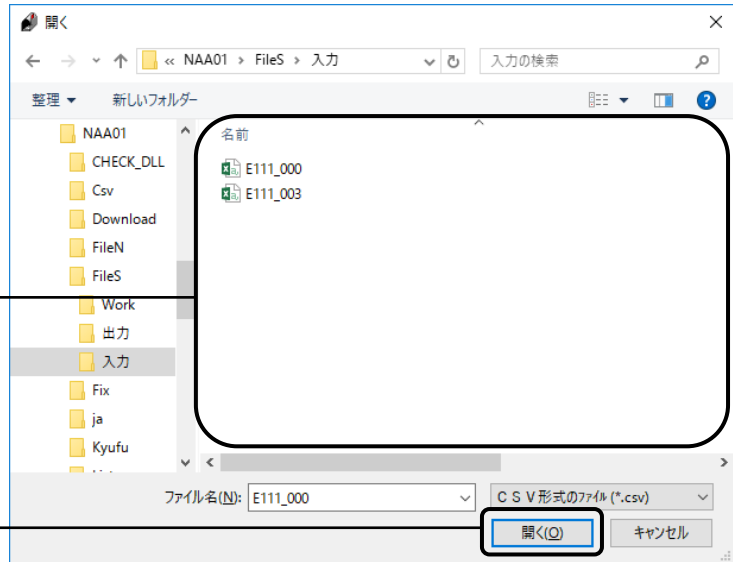 開く
« NAA01 › FileS › 入力
入力の検索
整理
新しいフォルダー
NAA01
CHECK_DLL
Csv
Download
FileN
FileS
Work
出力
入力
Fix
ja
Kyufu
名前
E111_000
E111_003
ファイル名(N): E111_000
ＣＳＶ形式のファイル (*.csv)
開く(O)
キャンセル